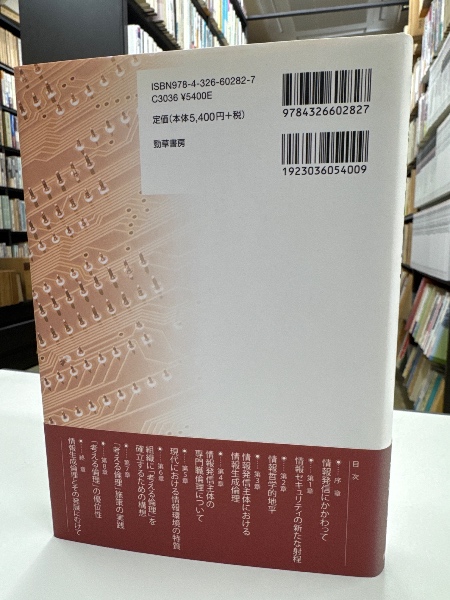 ISBN978-4-326-60282-7
C3036 ¥5400E
定価(本体5,400円+税)
勁草書房
9784326602827
1923036054009
目次
序章
情報発信にかかわって
第1章
情報セキュリティの新たな射程
第2章
情報哲学的地平
第3章
情報発信主体における
情報生成倫理
第4章
情報発信主体の
専門職倫理について
第5章
現代における情報環境の特質
第6章
組織に「考える倫理」を
確立するための構想
第7章
「考える倫理」施策の実践
第8章
「考える倫理」の優位性
終章
情報生成倫理とその発展にむけて